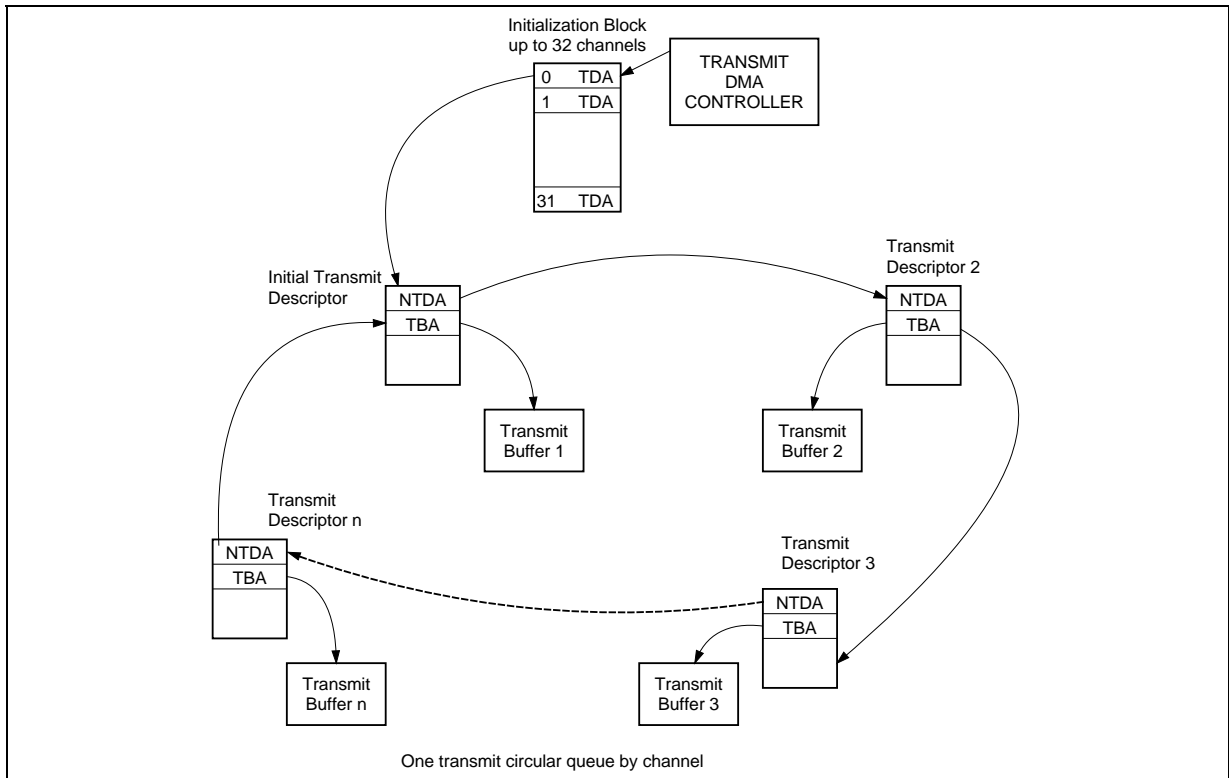 Initialization Block
up to 32 channels
TRANSMIT
DMA
CONTROLLER
0 TDA
1 TDA
31 TDA
Initial Transmit
Descriptor
NTDA
TBA
Transmit
Descriptor 2
NTDA
TBA
Transmit
Buffer 1
Transmit
Buffer 2
Transmit
Descriptor n
NTDA
TBA
Transmit
Descriptor 3
NTDA
TBA
Transmit
Buffer n
Transmit
Buffer 3
One transmit circular queue by channel